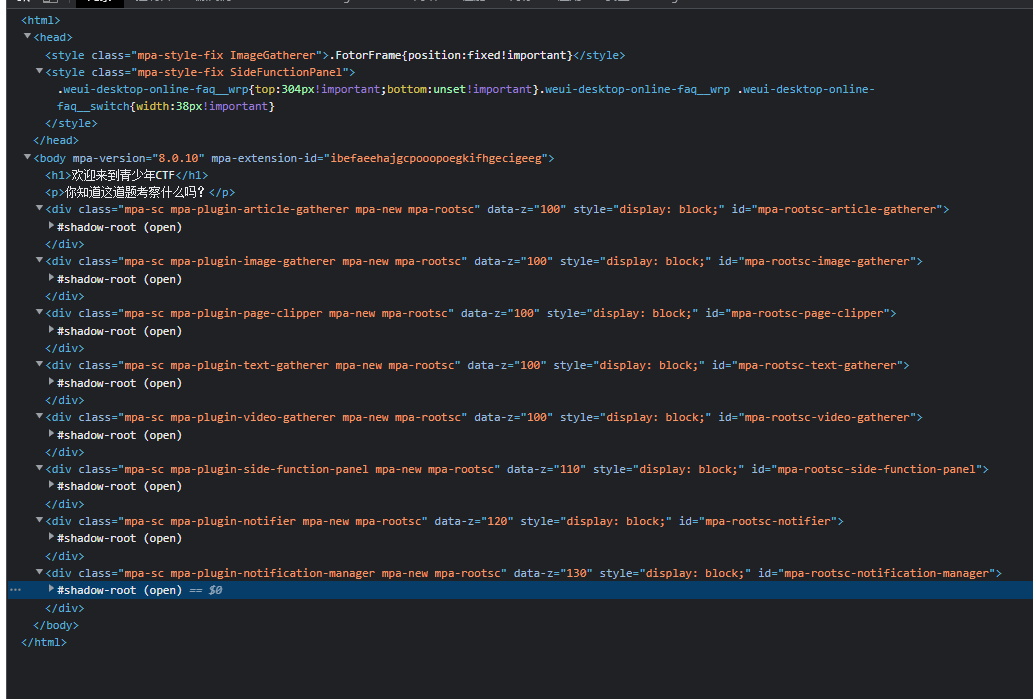 <html>
<head>
<style class="mpa-style-fix ImageGatherer">.FotorFrame{position:fixed!important}</style>
<style class="mpa-style-fix SideFunctionPanel">
.weui-desktop-online-faq__wrp{top:304px!important;bottom:unset!important}.weui-desktop-online-faq__wrp .weui-desktop-online-
faq__switch{width:38px!important}
</style>
</head>
<body mpa-version="8.0.10" mpa-extension-id="ibefaeehajgcpooopoegkifhgecigeeg">
<h1>欢迎来到青少年CTF</h1>
<p>你知道这道题考察什么吗？</p>
<div class="mpa-sc mpa-plugin-article-gatherer mpa-new mpa-rootsc" data-z="100" style="display: block;" id="mpa-rootsc-article-gatherer">
#shadow-root (open)
</div>
<div class="mpa-sc mpa-plugin-image-gatherer mpa-new mpa-rootsc" data-z="100" style="display: block;" id="mpa-rootsc-image-gatherer">
#shadow-root (open)
</div>
<div class="mpa-sc mpa-plugin-page-clipper mpa-new mpa-rootsc" data-z="100" style="display: block;" id="mpa-rootsc-page-clipper">
#shadow-root (open)
</div>
<div class="mpa-sc mpa-plugin-text-gatherer mpa-new mpa-rootsc" data-z="100" style="display: block;" id="mpa-rootsc-text-gatherer">
#shadow-root (open)
</div>
<div class="mpa-sc mpa-plugin-video-gatherer mpa-new mpa-rootsc" data-z="100" style="display: block;" id="mpa-rootsc-video-gatherer">
#shadow-root (open)
</div>
<div class="mpa-sc mpa-plugin-side-function-panel mpa-new mpa-rootsc" data-z="110" style="display: block;" id="mpa-rootsc-side-function-panel">
#shadow-root (open)
</div>
<div class="mpa-sc mpa-plugin-notifier mpa-new mpa-rootsc" data-z="120" style="display: block;" id="mpa-rootsc-notifier">
#shadow-root (open)
</div>
<div class="mpa-sc mpa-plugin-notification-manager mpa-new mpa-rootsc" data-z="130" style="display: block;" id="mpa-rootsc-notification-manager">
#shadow-root (open) == $0
</div>
</body>
</html>